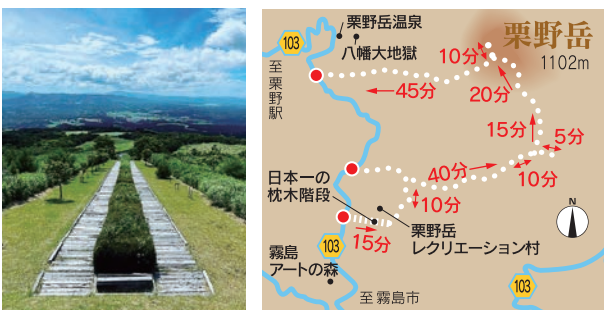 103
栗野岳温泉
八幡大地獄
栗野岳
1102m
至栗野駅
10分
45分
20分
15分
5分
日本一の
枕木階段
40分
10分
10分
N
栗野岳
レクリエーション村
15分
103
霧島
アートの森
至霧島市
103